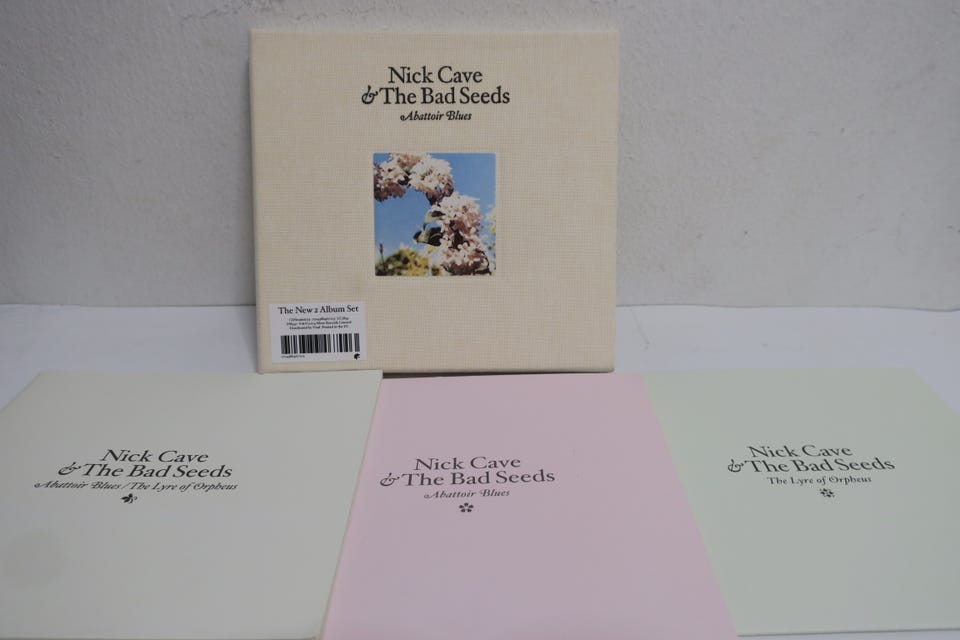 Nick Cave
& The Bad Seeds
Abattoir Blues
The New 2 Album Set
Nick Cave
& The Bad Seeds
Abattoir Blues / The Lyre of Orpheus
Nick Cave
& The Bad Seeds
Abattoir Blues
Nick Cave
& The Bad Seeds
The Lyre of Orpheus